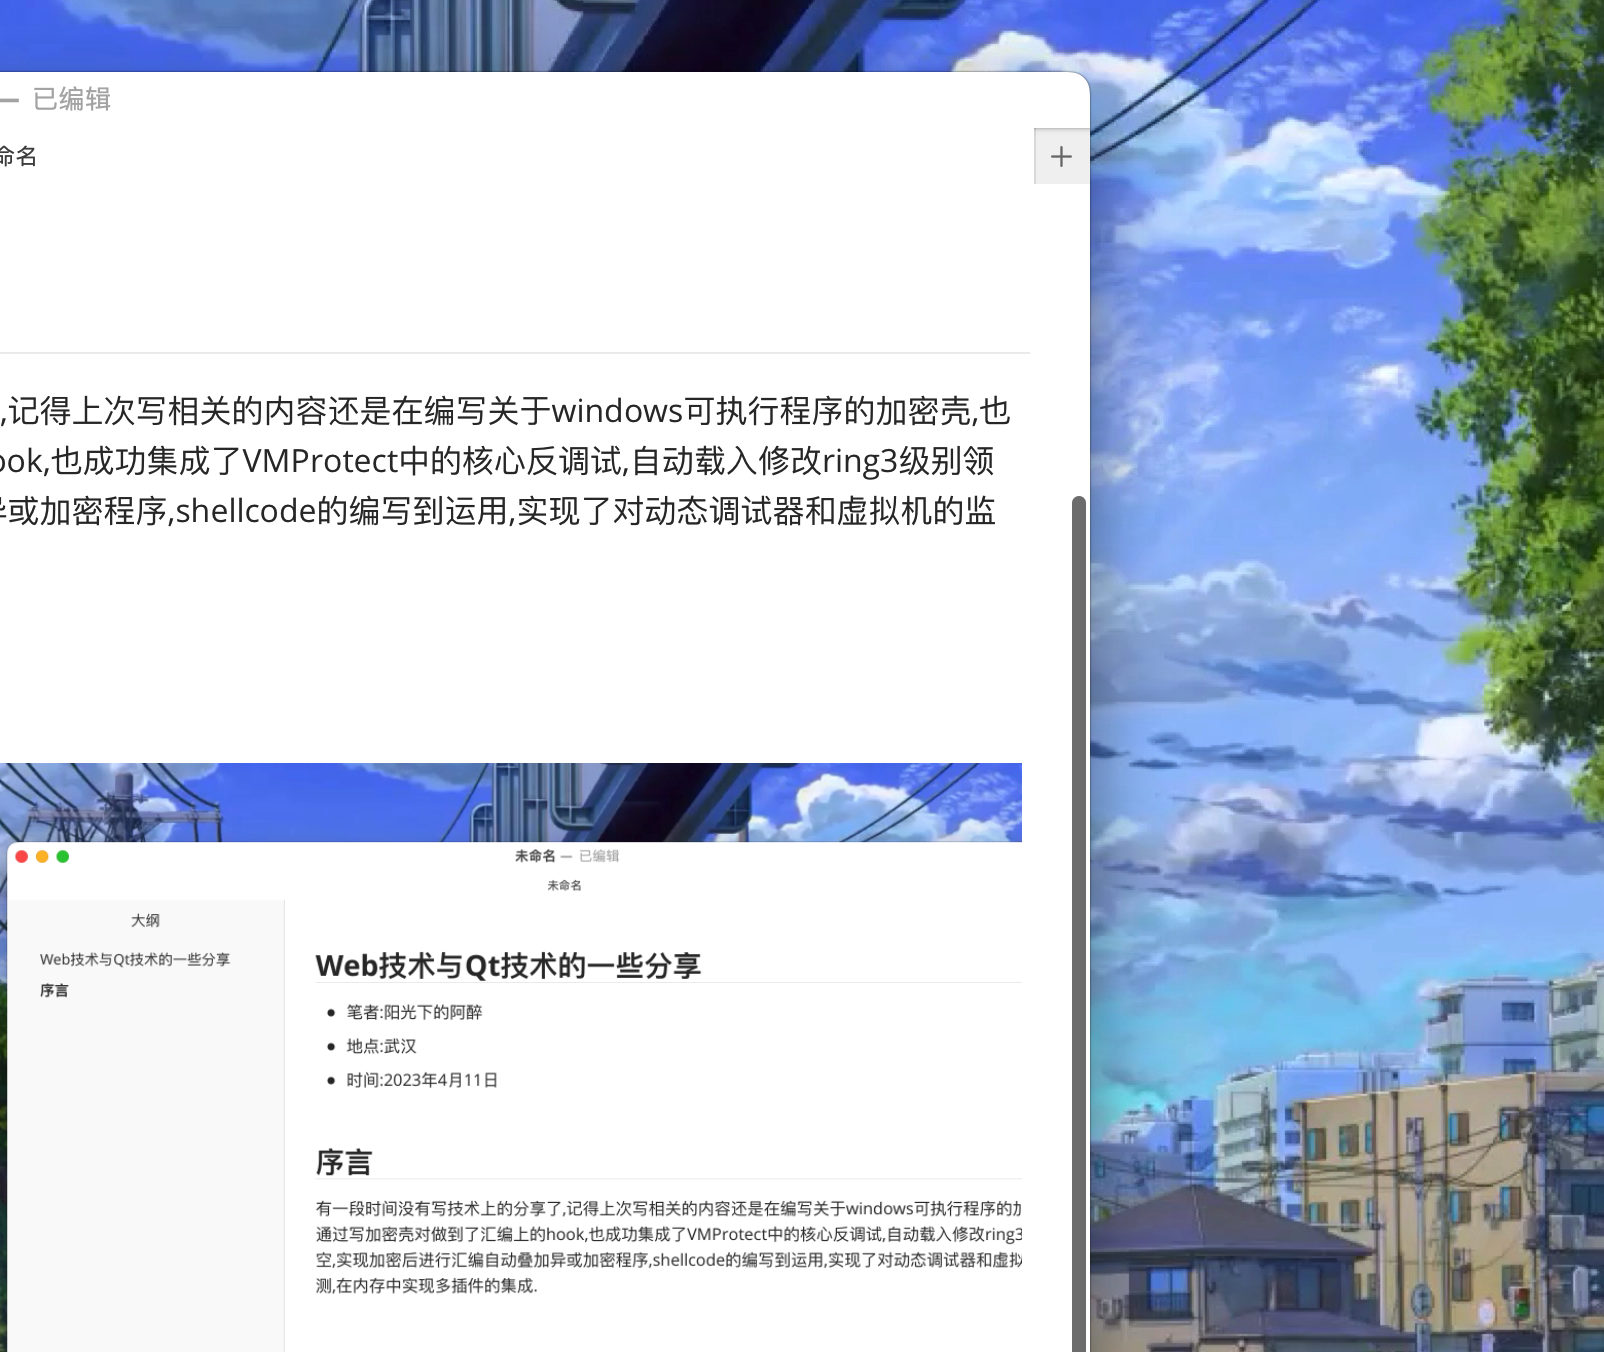 — 已编辑
命名
,记得上次写相关的内容还是在编写关于windows可执行程序的加密壳,也
ook,也成功集成了VMProtect中的核心反调试,自动载入修改ring3级别领
或加密程序,shellcode的编写到运用,实现了对动态调试器和虚拟机的监
未命名 — 已编辑
未命名
大纲
Web技术与Qt技术的一些分享
序言
Web技术与Qt技术的一些分享
笔者:阳光下的阿醉
地点:武汉
时间:2023年4月11日
序言
有一段时间没有写技术上的分享了,记得上次写相关的内容还是在编写关于windows可执行程序的加
通过写加密壳对做到了汇编上的hook,也成功集成了VMProtect中的核心反调试,自动载入修改ring3
空,实现加密后进行汇编自动叠加异或加密程序,shellcode的编写到运用,实现了对动态调试器和虚拟
测,在内存中实现多插件的集成.